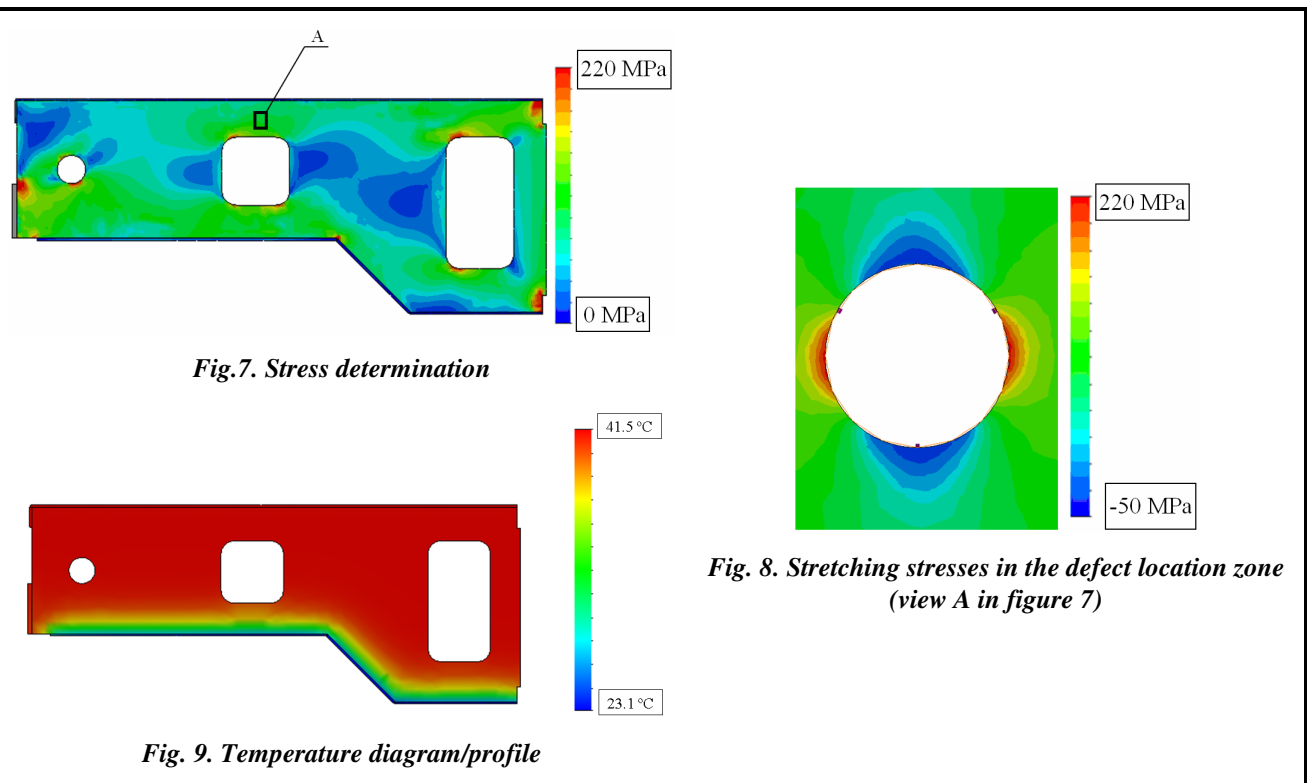 A
220 MPa
0 MPa
Fig.7. Stress determination
41.5 °C
23.1 °C
Fig. 9. Temperature diagram/profile
220 MPa
-50 MPa
Fig. 8. Stretching stresses in the defect location zone
(view A in figure 7)